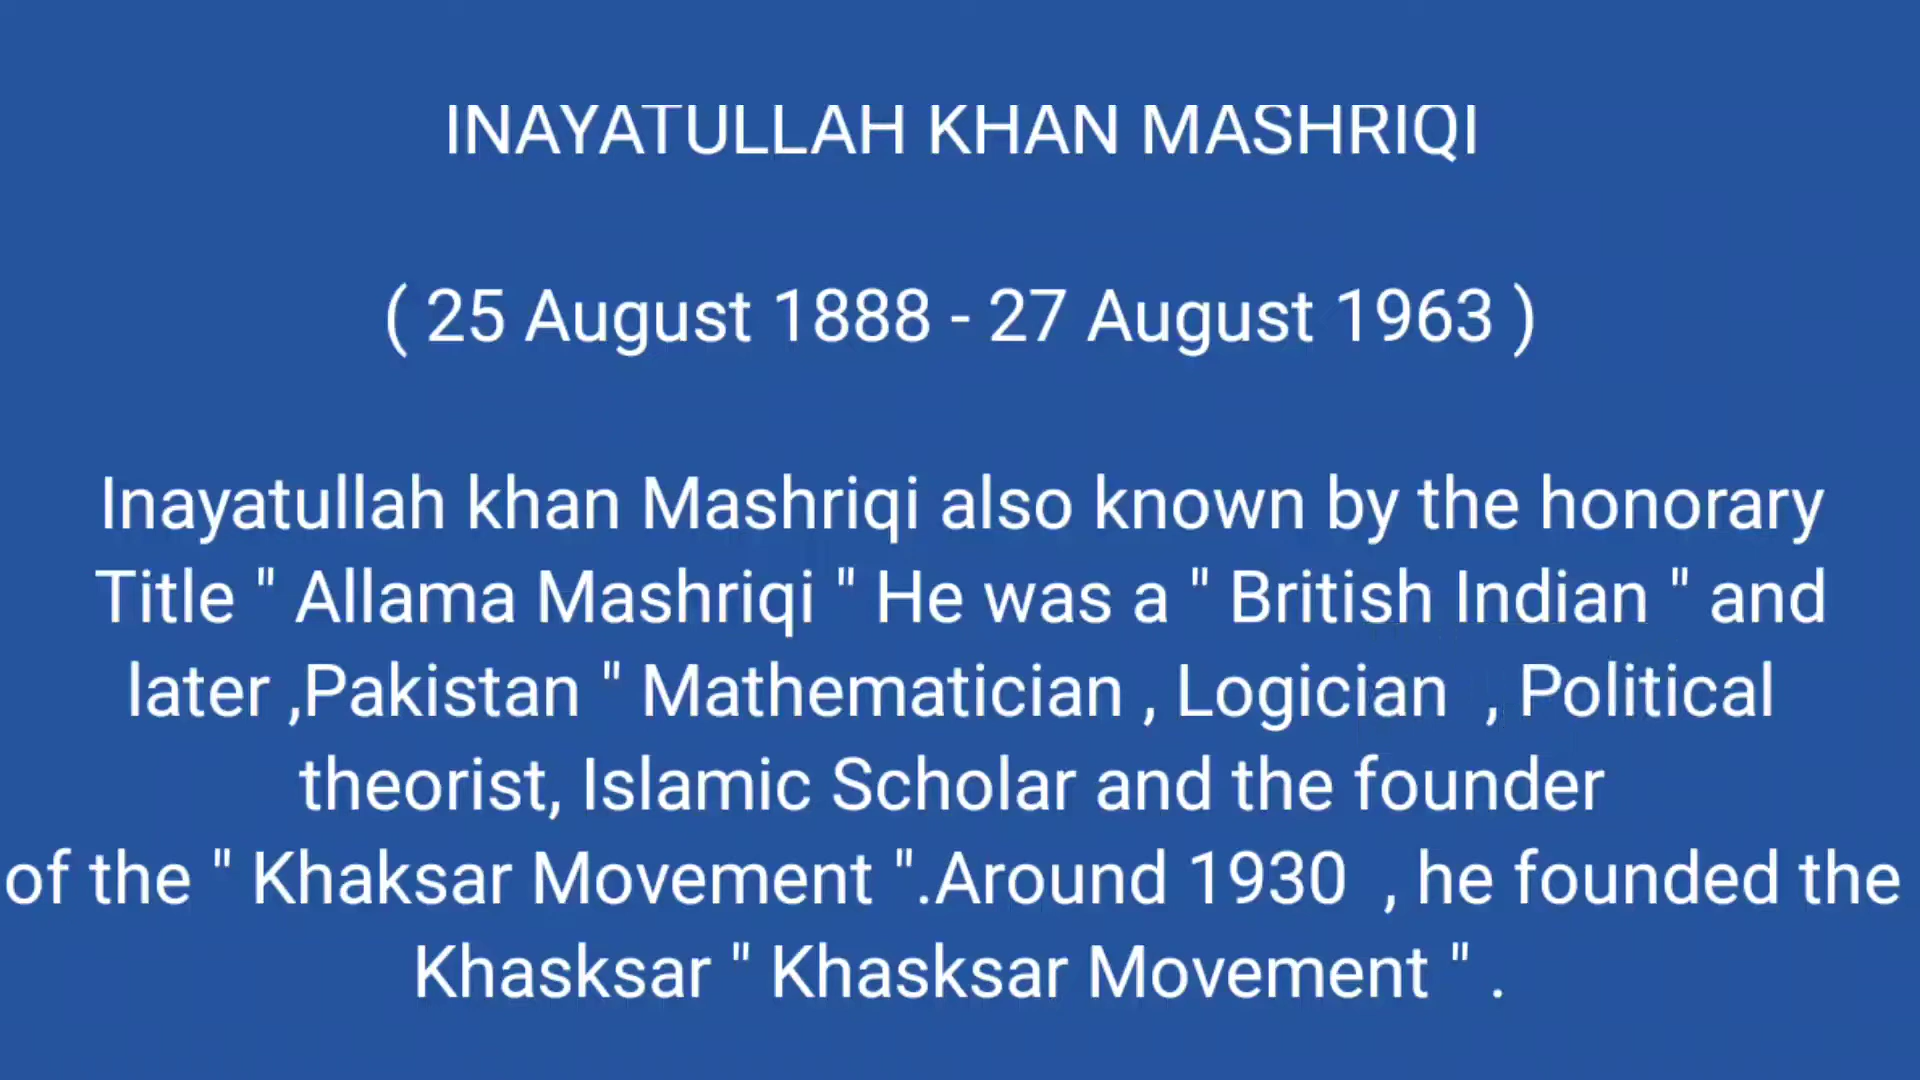 INAYATULLAH KHAN MASHRIQI
( 25 August 1888 - 27 August 1963 )
Inayatullah khan Mashriqi also known by the honorary
Title " Allama Mashriqi " He was a " British Indian " and
later ,Pakistan " Mathematician , Logician  , Political
theorist, Islamic Scholar and the founder
of the " Khaksar Movement ".Around 1930  , he founded the
Khasksar " Khasksar Movement " .